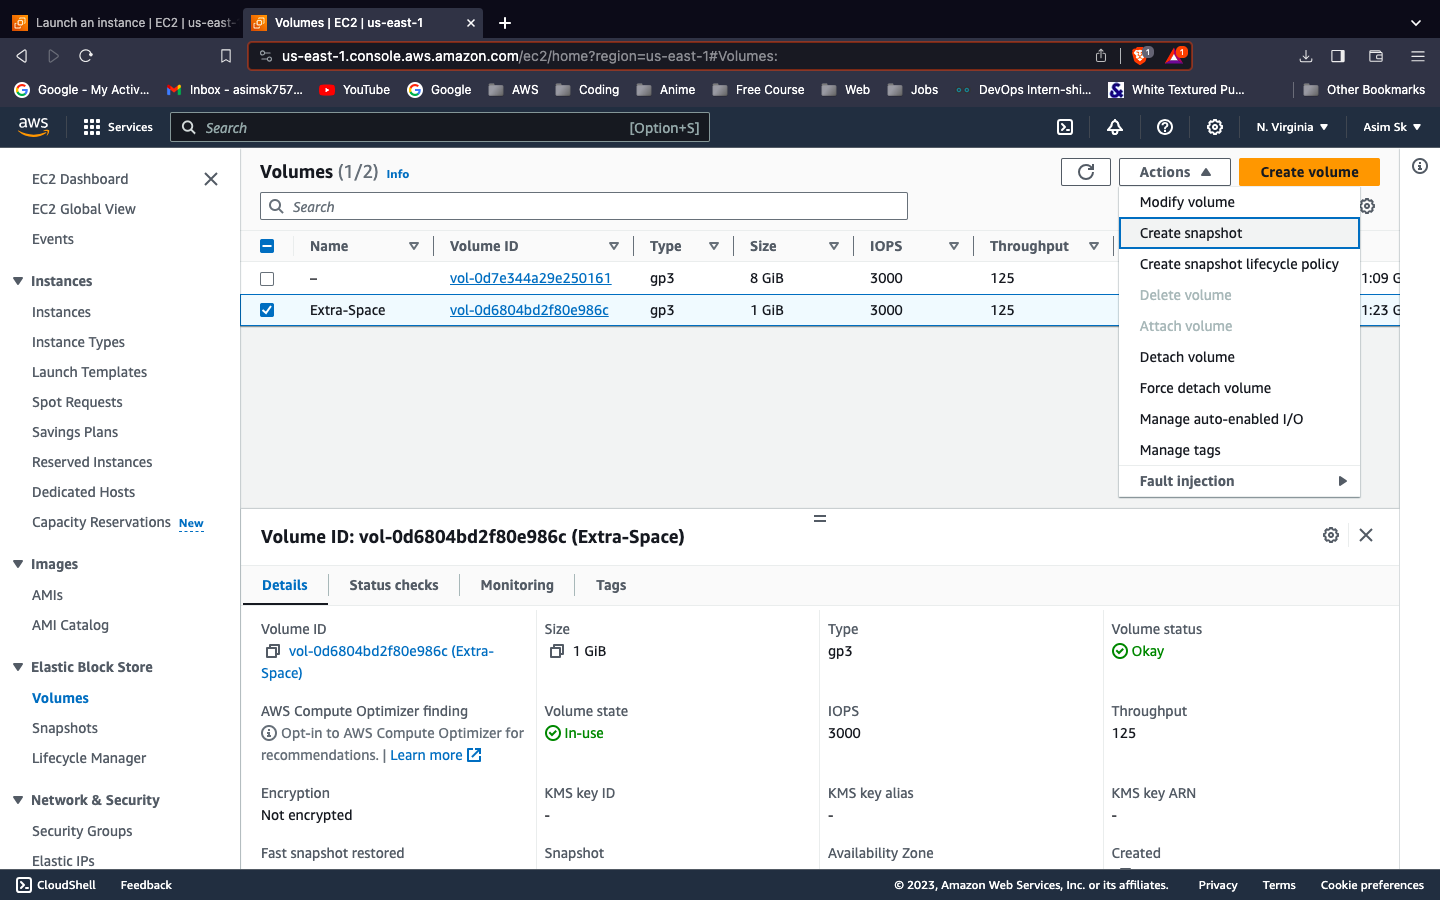 Launch an instance | EC2 | us-east-
Volumes | EC2 | us-east-1
us-east-1.console.aws.amazon.com/ec2/home?region=us-east-1#Volumes:
1
1
Google - My Activ...
Inbox - asimsk757...
YouTube
Google
AWS
Coding
Anime
Free Course
Web
Jobs
DevOps Intern-shi...
White Textured Pu...
Other Bookmarks
aws
Services
Search
[Option+S]
N. Virginia
Asim Sk
EC2 Dashboard
EC2 Global View
Events
Instances
Instances
Instance Types
Launch Templates
Spot Requests
Savings Plans
Reserved Instances
Dedicated Hosts
Capacity Reservations New
Images
AMIs
AMI Catalog
Elastic Block Store
Volumes
Snapshots
Lifecycle Manager
Network & Security
Security Groups
Elastic IPs
Volumes (1/2) Info
Actions
Create volume
Search
Name Volume ID Type Size IOPS Throughput
– vol-0d7e344a29e250161 gp3 8 GiB 3000 125 1:09 G
Extra-Space vol-0d6804bd2f80e986c gp3 1 GiB 3000 125 1:23 G
Modify volume
Create snapshot
Create snapshot lifecycle policy
Delete volume
Attach volume
Detach volume
Force detach volume
Manage auto-enabled I/O
Manage tags
Fault injection
Volume ID: vol-0d6804bd2f80e986c (Extra-Space)
Details
Status checks
Monitoring
Tags
Volume ID
vol-0d6804bd2f80e986c (Extra-
Space)
Size
1 GiB
Type
gp3
Volume status
Okay
AWS Compute Optimizer finding
Opt-in to AWS Compute Optimizer for
recommendations. | Learn more
Volume state
In-use
IOPS
3000
Throughput
125
Encryption
Not encrypted
KMS key ID
-
KMS key alias
-
KMS key ARN
-
Fast snapshot restored
Snapshot
Availability Zone
Created
CloudShell
Feedback
© 2023, Amazon Web Services, Inc. or its affiliates.
Privacy
Terms
Cookie preferences